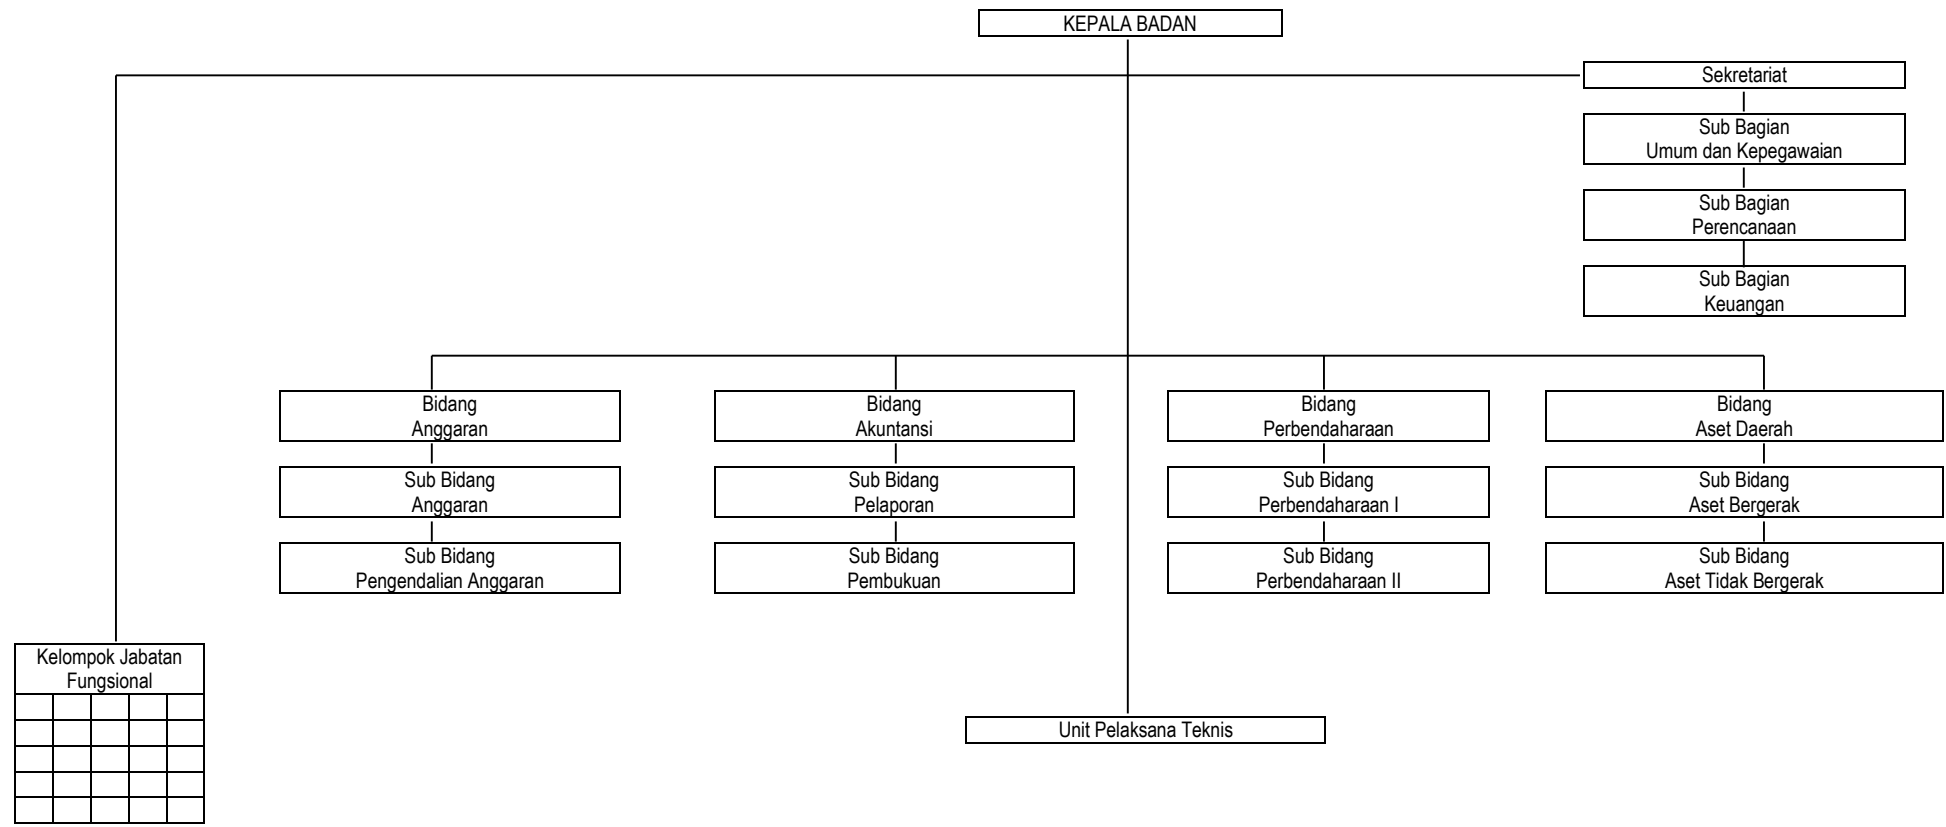 KEPALA BADAN
Sekretariat
Sub Bagian
Umum dan Kepegawaian
Sub Bagian
Perencanaan
Sub Bagian
Keuangan
Bidang
Anggaran
Sub Bidang
Anggaran
Sub Bidang
Pengendalian Anggaran
Bidang
Akuntansi
Sub Bidang
Pelaporan
Sub Bidang
Pembukuan
Bidang
Perbendaharaan
Sub Bidang
Perbendaharaan I
Sub Bidang
Perbendaharaan II
Bidang
Aset Daerah
Sub Bidang
Aset Bergerak
Sub Bidang
Aset Tidak Bergerak
Kelompok Jabatan
Fungsional
Unit Pelaksana Teknis